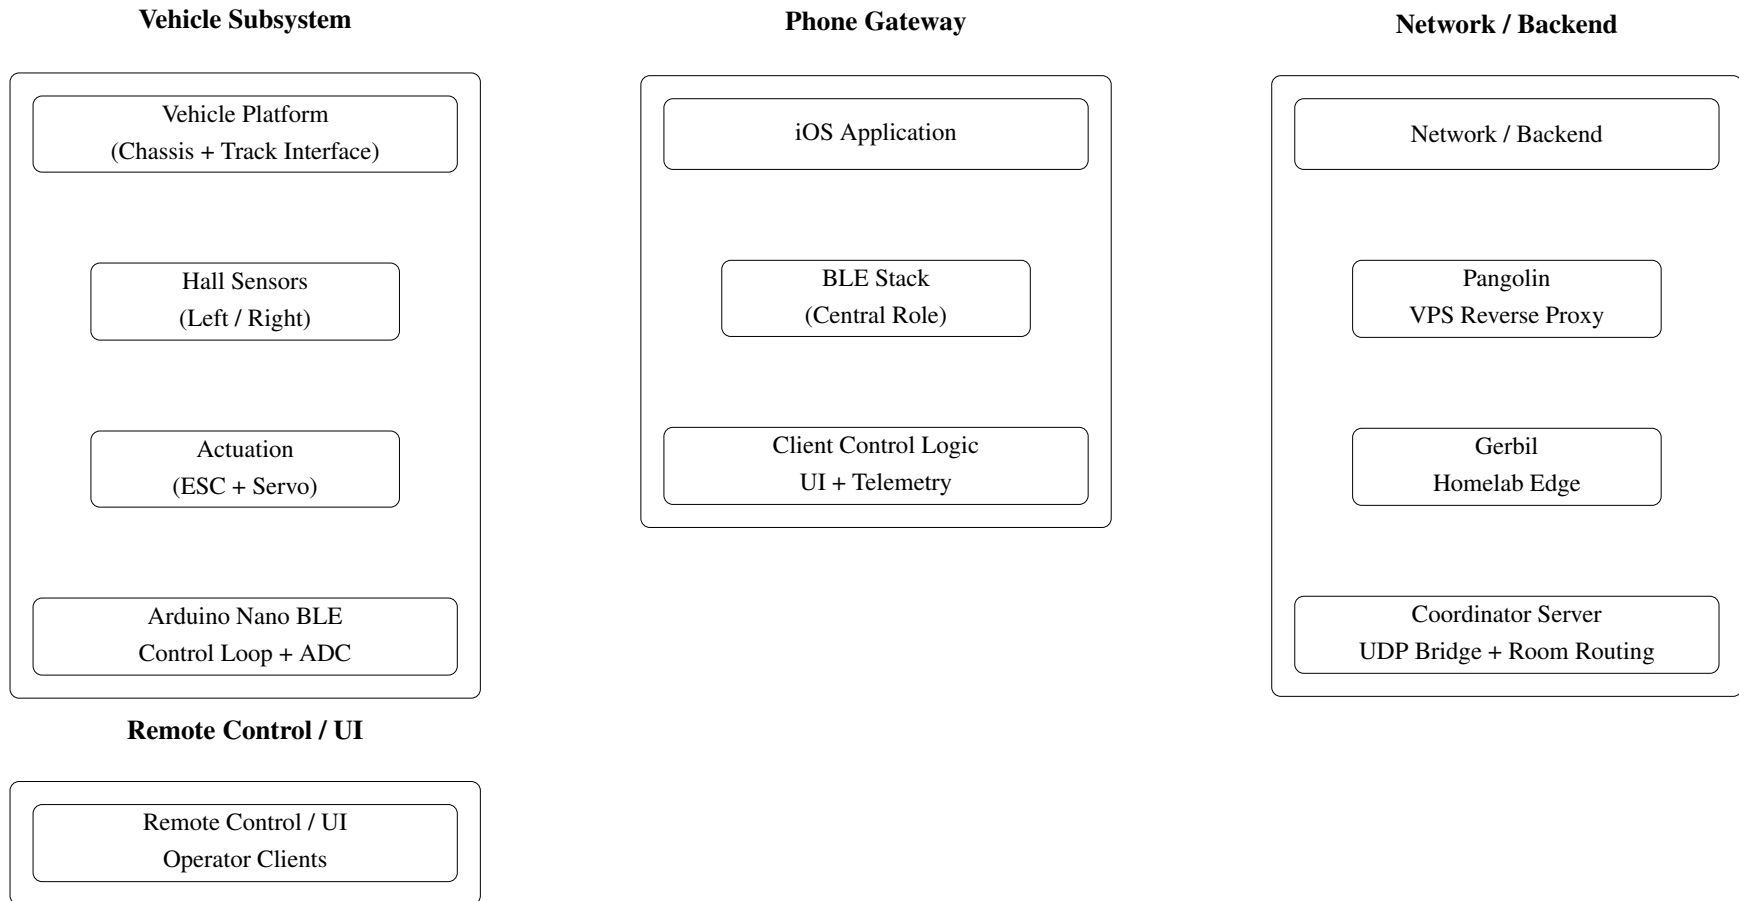 Vehicle Subsystem
Vehicle Platform
(Chassis + Track Interface)
Hall Sensors
(Left / Right)
Actuation
(ESC + Servo)
Arduino Nano BLE
Control Loop + ADC
Phone Gateway
iOS Application
BLE Stack
(Central Role)
Client Control Logic
UI + Telemetry
Network / Backend
Network / Backend
Pangolin
VPS Reverse Proxy
Gerbil
Homelab Edge
Coordinator Server
UDP Bridge + Room Routing
Remote Control / UI
Remote Control / UI
Operator Clients